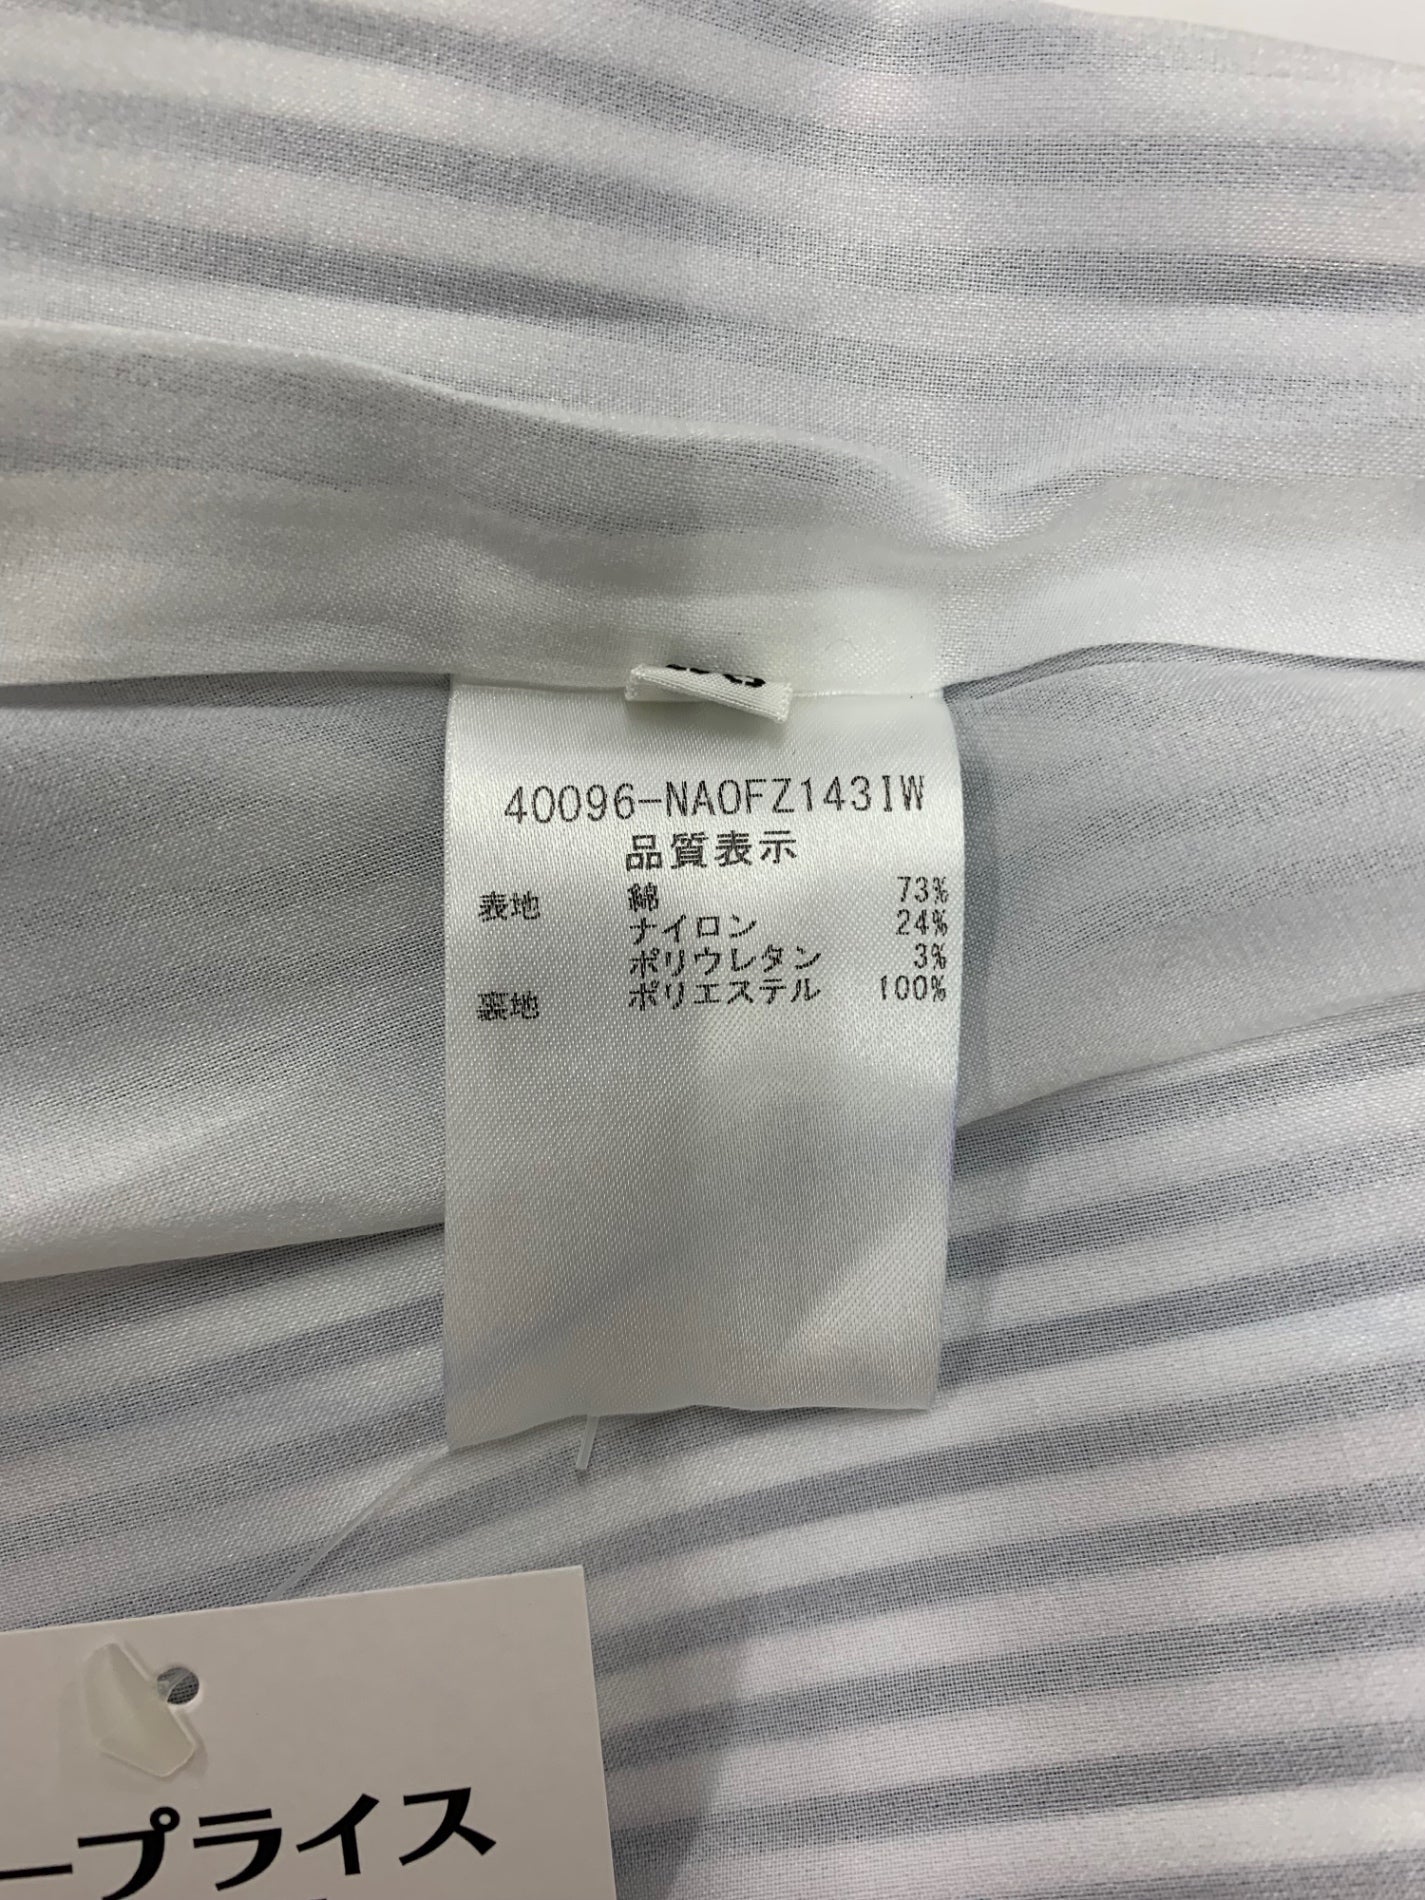 40096-NAOFZ143IW
品質表示
表地 綿 73%
ナイロン 24%
ポリウレタン 3%
裏地 ポリエステル 100%
ープライス